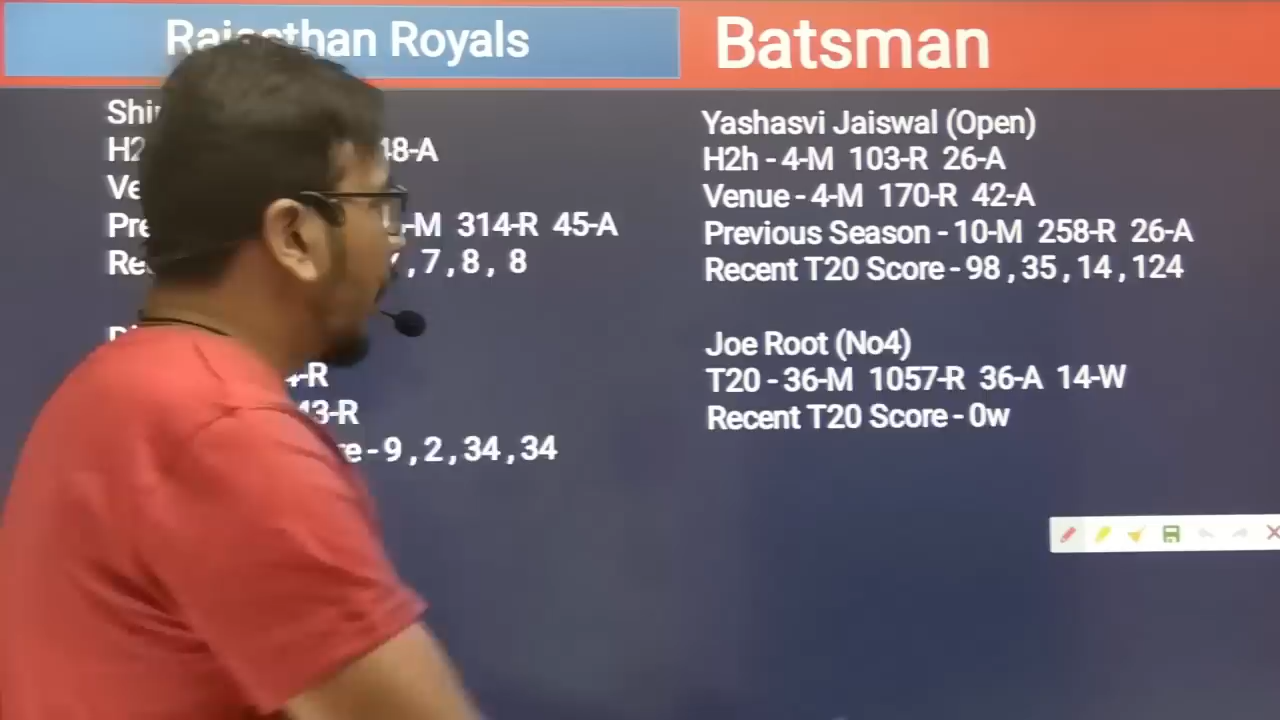 Rajasthan Royals
Batsman
48-A
314-R 45-A
, 7 , 8 , 8
- 9 , 2 , 34 , 34
Yashasvi Jaiswal (Open)
H2h - 4-M 103-R 26-A
Venue - 4-M 170-R 42-A
Previous Season - 10-M 258-R 26-A
Recent T20 Score - 98 , 35 , 14 , 124
Joe Root (No4)
T20 - 36-M 1057-R 36-A 14-W
Recent T20 Score - 0w